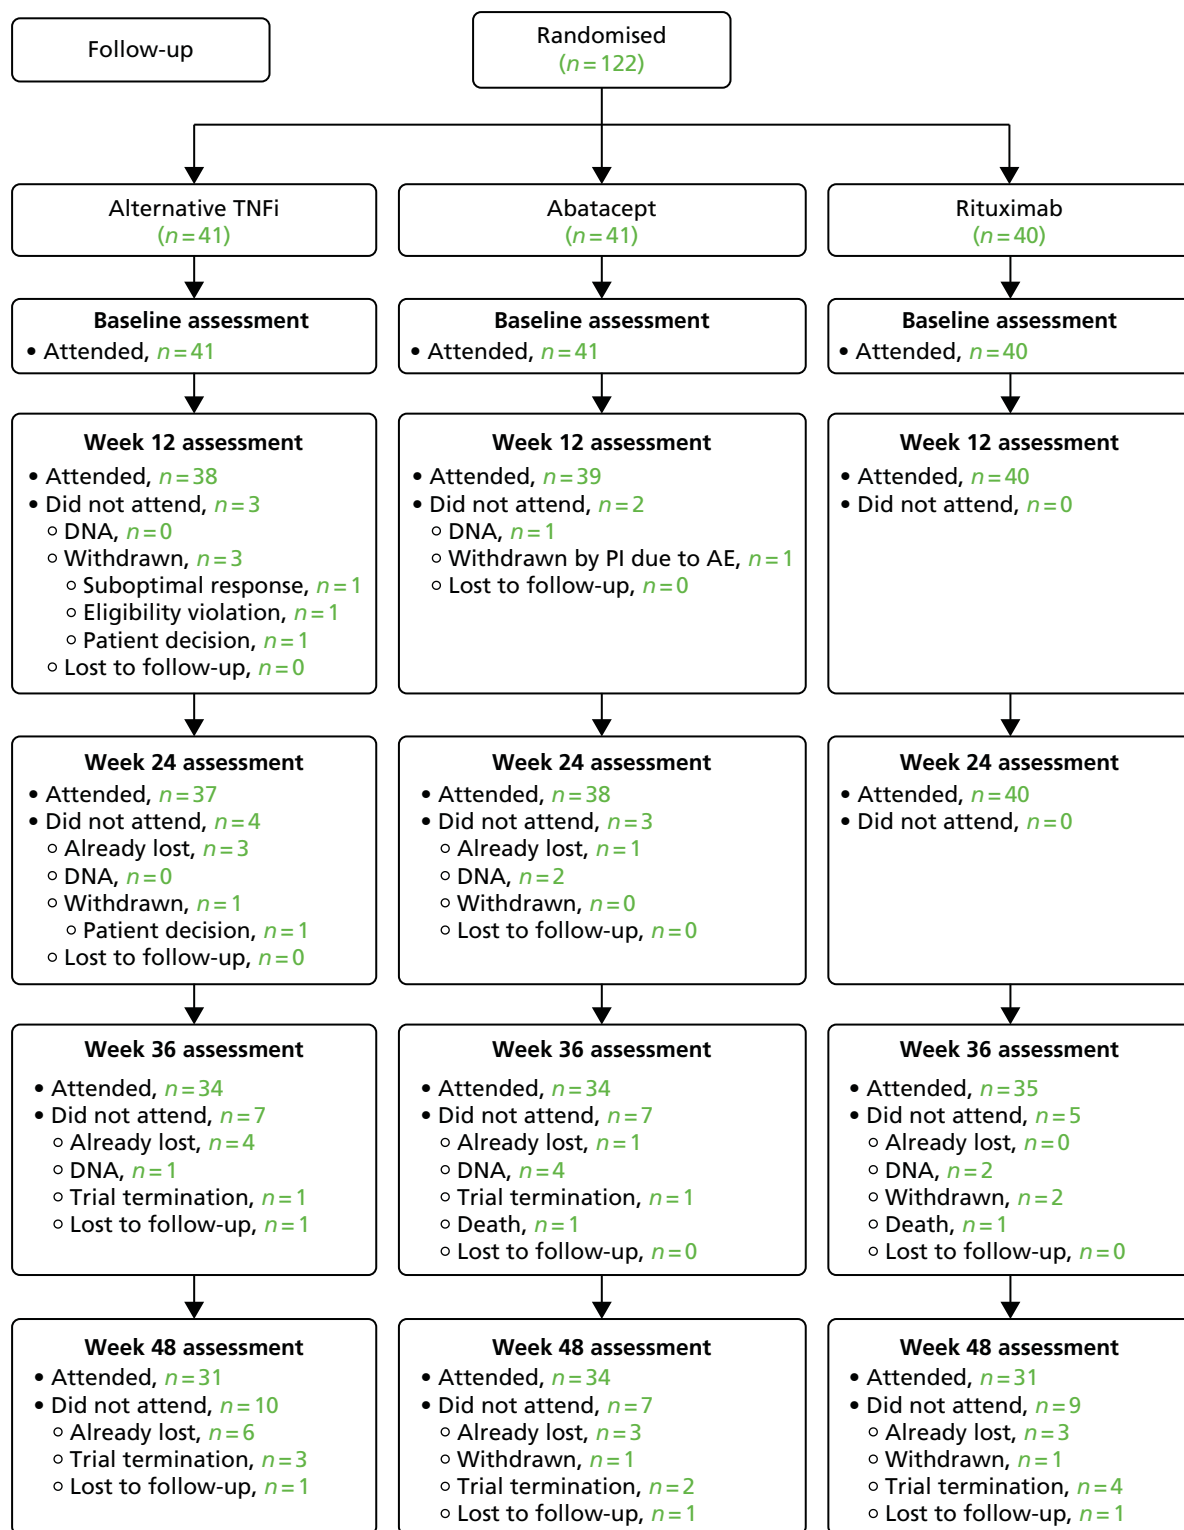 Follow-up
Randomised
(n=122)
Alternative TNFi
(n=41)
Abatacept
(n=41)
Rituximab
(n=40)
Baseline assessment
• Attended, n=41
Baseline assessment
• Attended, n=41
Baseline assessment
• Attended, n=40
Week 12 assessment
• Attended, n=38
• Did not attend, n=3
○ DNA, n=0
○ Withdrawn, n=3
○ Suboptimal response, n=1
○ Eligibility violation, n=1
○ Patient decision, n=1
○ Lost to follow-up, n=0
Week 12 assessment
• Attended, n=39
• Did not attend, n=2
○ DNA, n=1
○ Withdrawn by PI due to AE, n=1
○ Lost to follow-up, n=0
Week 12 assessment
• Attended, n=40
• Did not attend, n=0
Week 24 assessment
• Attended, n=37
• Did not attend, n=4
○ Already lost, n=3
○ DNA, n=0
○ Withdrawn, n=1
○ Patient decision, n=1
○ Lost to follow-up, n=0
Week 24 assessment
• Attended, n=38
• Did not attend, n=3
○ Already lost, n=1
○ DNA, n=2
○ Withdrawn, n=0
○ Lost to follow-up, n=0
Week 24 assessment
• Attended, n=40
• Did not attend, n=0
Week 36 assessment
• Attended, n=34
• Did not attend, n=7
○ Already lost, n=4
○ DNA, n=1
○ Trial termination, n=1
○ Lost to follow-up, n=1
Week 36 assessment
• Attended, n=34
• Did not attend, n=7
○ Already lost, n=1
○ DNA, n=4
○ Trial termination, n=1
○ Death, n=1
○ Lost to follow-up, n=0
Week 36 assessment
• Attended, n=35
• Did not attend, n=5
○ Already lost, n=0
○ DNA, n=2
○ Withdrawn, n=2
○ Death, n=1
○ Lost to follow-up, n=0
Week 48 assessment
• Attended, n=31
• Did not attend, n=10
○ Already lost, n=6
○ Trial termination, n=3
○ Lost to follow-up, n=1
Week 48 assessment
• Attended, n=34
• Did not attend, n=7
○ Already lost, n=3
○ Withdrawn, n=1
○ Trial termination, n=2
○ Lost to follow-up, n=1
Week 48 assessment
• Attended, n=31
• Did not attend, n=9
○ Already lost, n=3
○ Withdrawn, n=1
○ Trial termination, n=4
○ Lost to follow-up, n=1